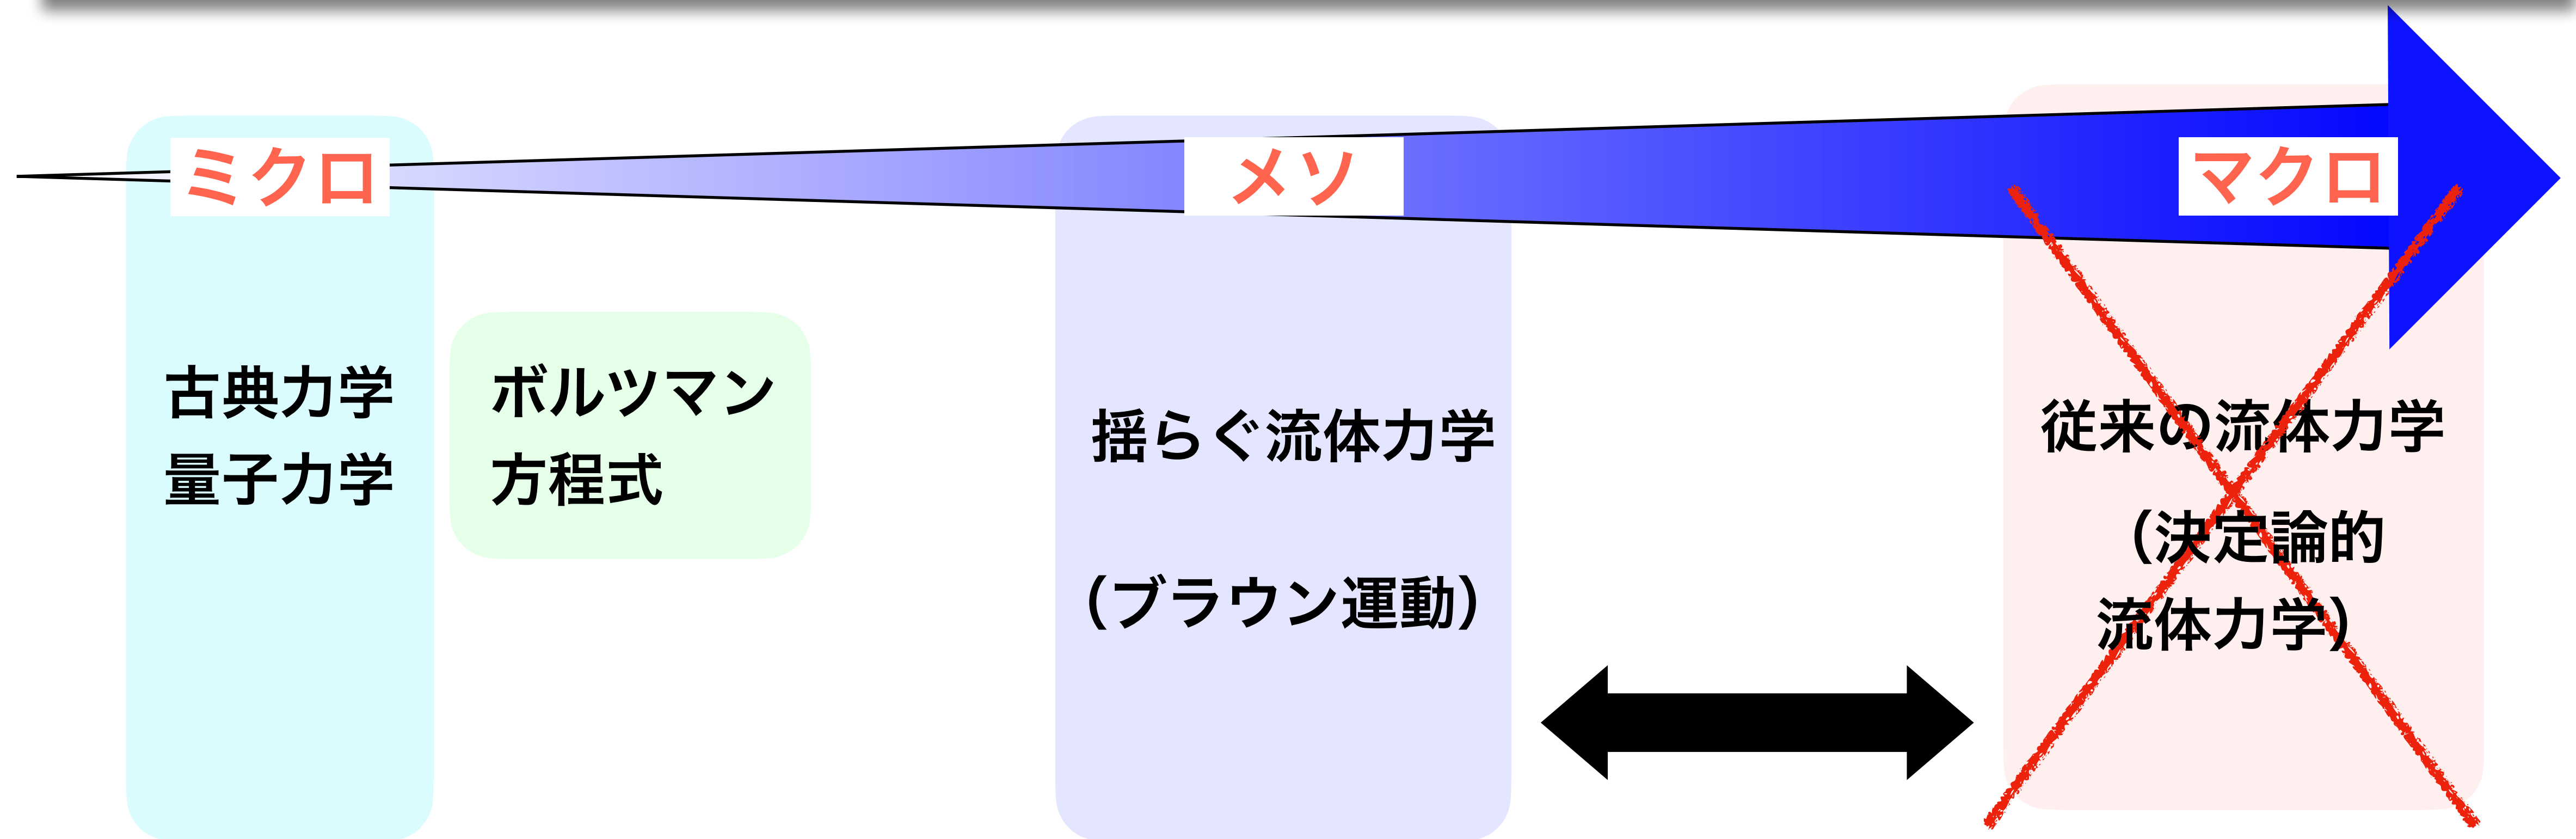 ミクロ
メソ
マクロ
古典力学
量子力学
ボルツマン
方程式
揺らぐ流体力学
（ブラウン運動）
従来の流体力学
（決定論的
流体力学）